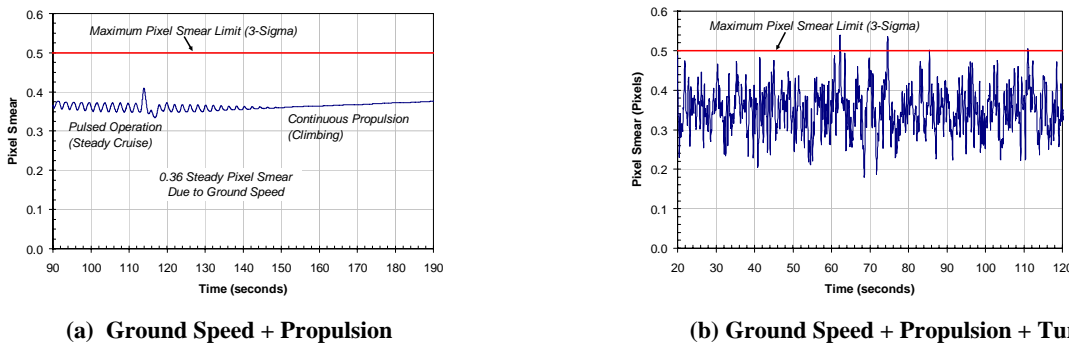 0.6
0.5
0.4
0.3
0.2
0.1
0.0
Pixel Smear
Maximum Pixel Smear Limit (3-Sigma)
Pulsed Operation
(Steady Cruise)
Continuous Propulsion
(Climbing)
0.36 Steady Pixel Smear
Due to Ground Speed
90 100 110 120 130 140 150 160 170 180 190
Time (seconds)
(a) Ground Speed + Propulsion
0.6
0.5
0.4
0.3
0.2
0.1
0.0
Pixel Smear (Pixels)
Maximum Pixel Smear Limit (3-Sigma)
20 30 40 50 60 70 80 90 100 110 120
Time (seconds)
(b) Ground Speed + Propulsion + Tur